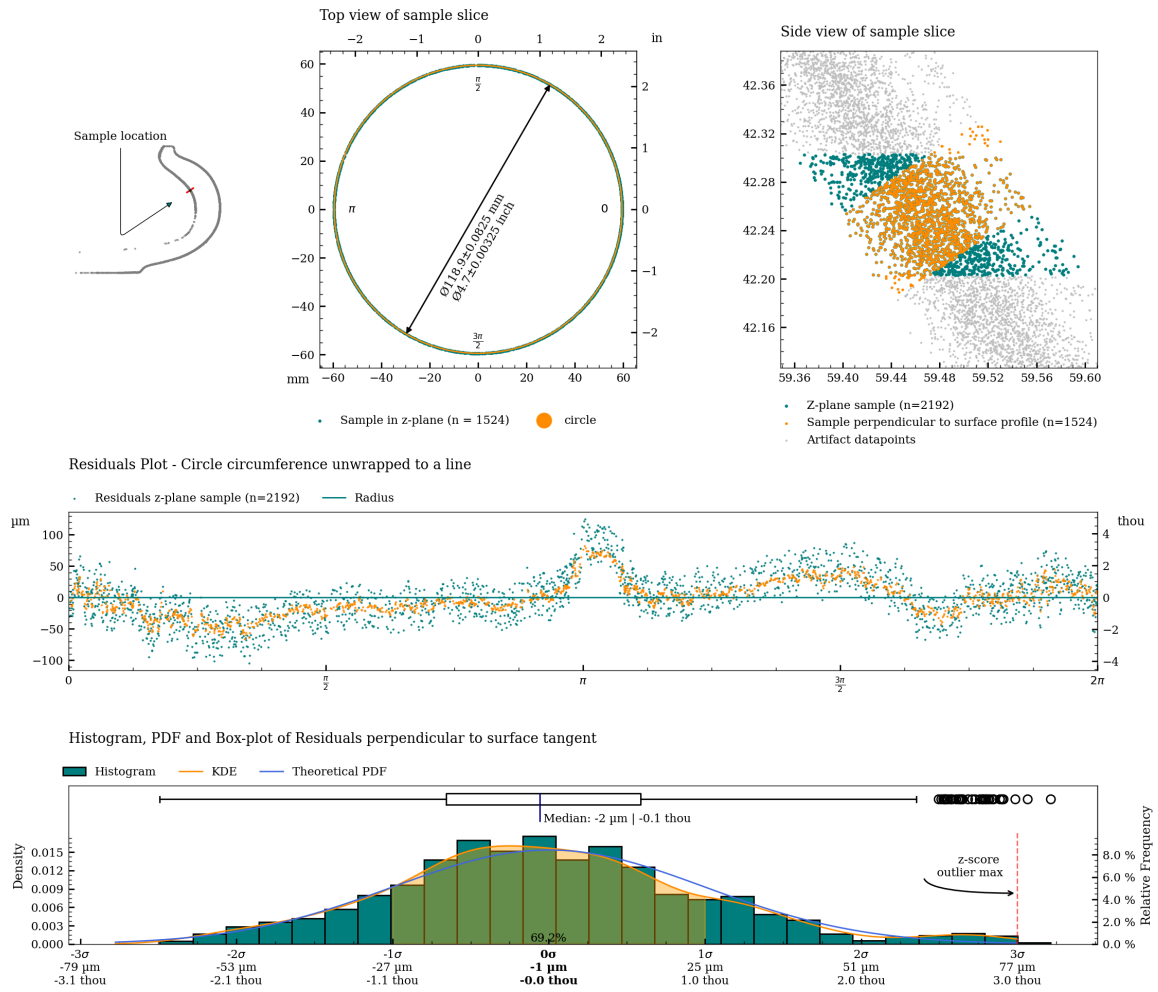 Top view of sample slice
−2 −1 0 1 2 in
60
40
20
0
−20
−40
−60
π/2
π
0
3π/2
2
1
0
−1
−2
Ø118.9±0.0825 mm
Ø4.7±0.00325 inch
mm −60 −40 −20 0 20 40 60
Sample in z-plane (n = 1524) circle
Sample location
Side view of sample slice
42.36
42.32
42.28
42.24
42.20
42.16
59.36 59.40 59.44 59.48 59.52 59.56 59.60
Z-plane sample (n=2192)
Sample perpendicular to surface profile (n=1524)
Artifact datapoints
Residuals Plot - Circle circumference unwrapped to a line
Residuals z-plane sample (n=2192) Radius
µm
100
50
0
−50
−100
thou
4
2
0
−2
−4
0 π/2 π 3π/2 2π
Histogram, PDF and Box-plot of Residuals perpendicular to surface tangent
Histogram KDE Theoretical PDF
Median: -2 µm | -0.1 thou
Density
0.015
0.012
0.009
0.006
0.003
0.000
z-score
outlier max
69.2%
8.0 %
6.0 %
4.0 %
2.0 %
0.0 %
Relative Frequency
-3σ -2σ -1σ 0σ 1σ 2σ 3σ
-79 µm -53 µm -27 µm -1 µm 25 µm 51 µm 77 µm
-3.1 thou -2.1 thou -1.1 thou -0.0 thou 1.0 thou 2.0 thou 3.0 thou